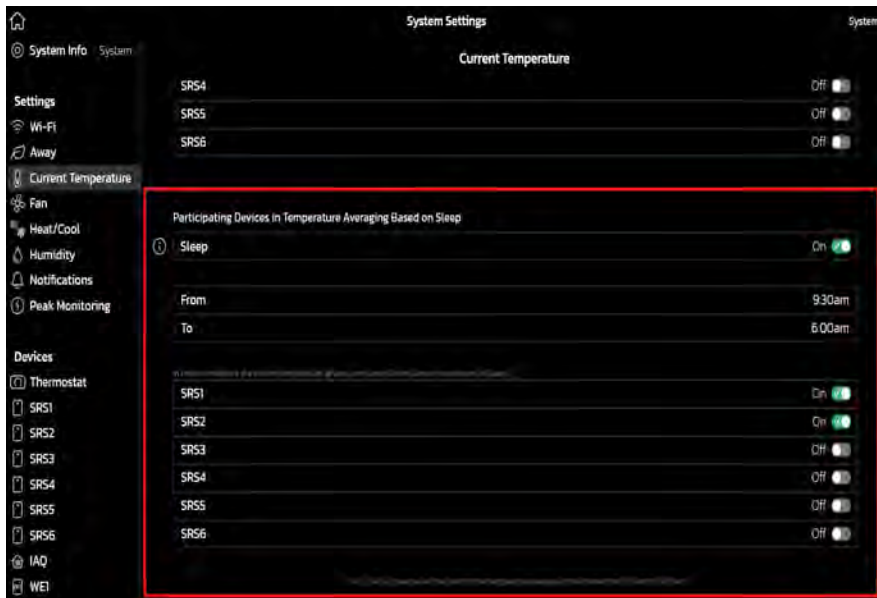 System Settings
System
System Info System
Current Temperature
SRS4 Off
Settings
SRS5 Off
Wi-Fi
SRS6 Off
Away
Current Temperature
Fan
Participating Devices in Temperature Averaging Based on Sleep
Heat/Cool
Sleep On
Humidity
Notifications
From 9:30am
Peak Monitoring
To 6:00am
Devices
Thermostat
SRS1 On
SRS1
SRS2 On
SRS2
SRS3 Off
SRS3
SRS4 Off
SRS4
SRS5 Off
SRS5
SRS6 Off
SRS6
IAQ
WE1